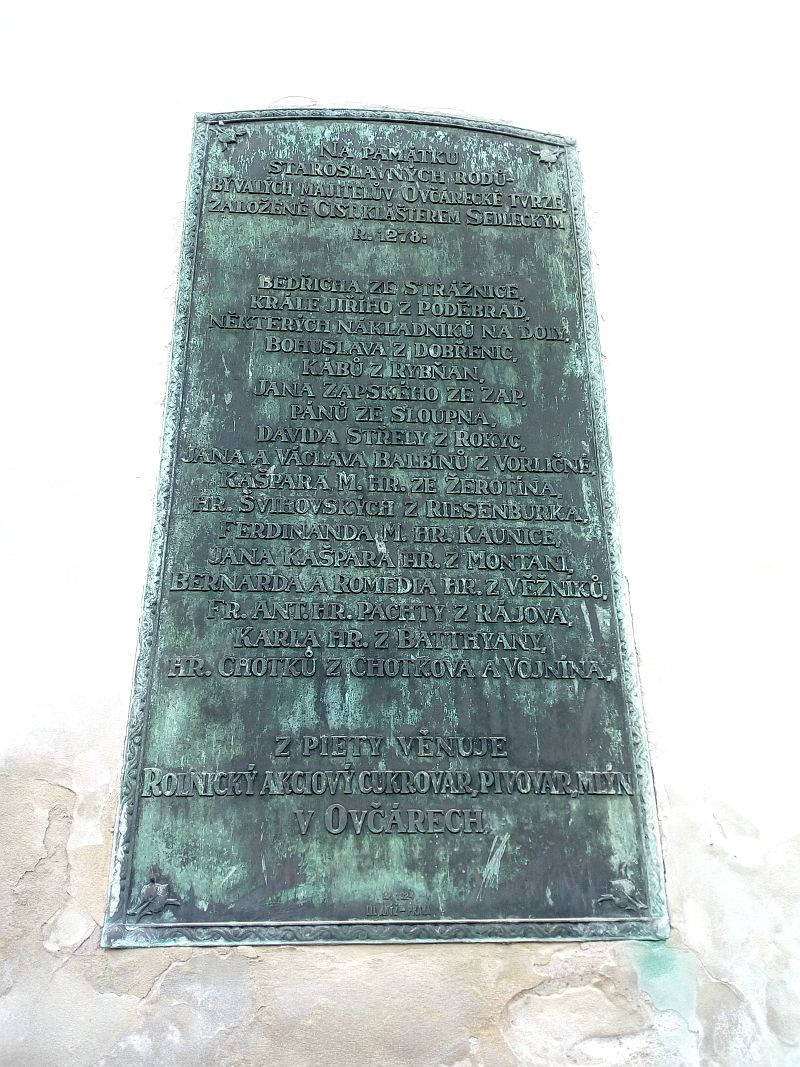 NA PAMÁTKU
STAROSLAVNÝCH RODŮ-
BÝVALÝCH MAJITELŮV OVČÁRECKÉ TVRZE
ZALOŽENÉ CIST. KLÁŠTEREM SEDLECKÝM
R. 1278:
BEDŘICHA ZE STRÁŽNICE,
KRÁLE JIŘÍHO Z PODĚBRAD,
NĚKTERÝCH NÁKLADNÍKŮ NA DOLY,
BOHUSLAVA Z DOBŘENIC,
KÁBŮ Z RYBŇAN,
JANA ZAPSKÉHO ZE ZAP,
PÁNŮ ZE SLOUPNA,
DAVIDA STŘELY Z ROKYC,
JANA A VÁCLAVA BALBÍNŮ Z VORLIČNÉ,
KAŠPARA M. HR. ZE ŽEROTÍNA,
HR. ŠVIHOVSKÝCH Z RIESENBURKA,
FERDINANDA M. HR. KAUNICE,
JANA KAŠPARA HR. Z MONTANI,
BERNARDA A ROMEDIA HR. Z VĚŽNÍKŮ,
FR. ANT. HR. PACHTY Z RÁJOVA,
KARLA HR. Z BATTHYANY,
HR. CHOTKŮ Z CHOTKOVA A VOJNÍNA,
Z PIETY VĚNUJE
ROLNICKÝ AKCIOVÝ CUKROVAR, PIVOVAR, MLÝN
V OVČÁRECH,